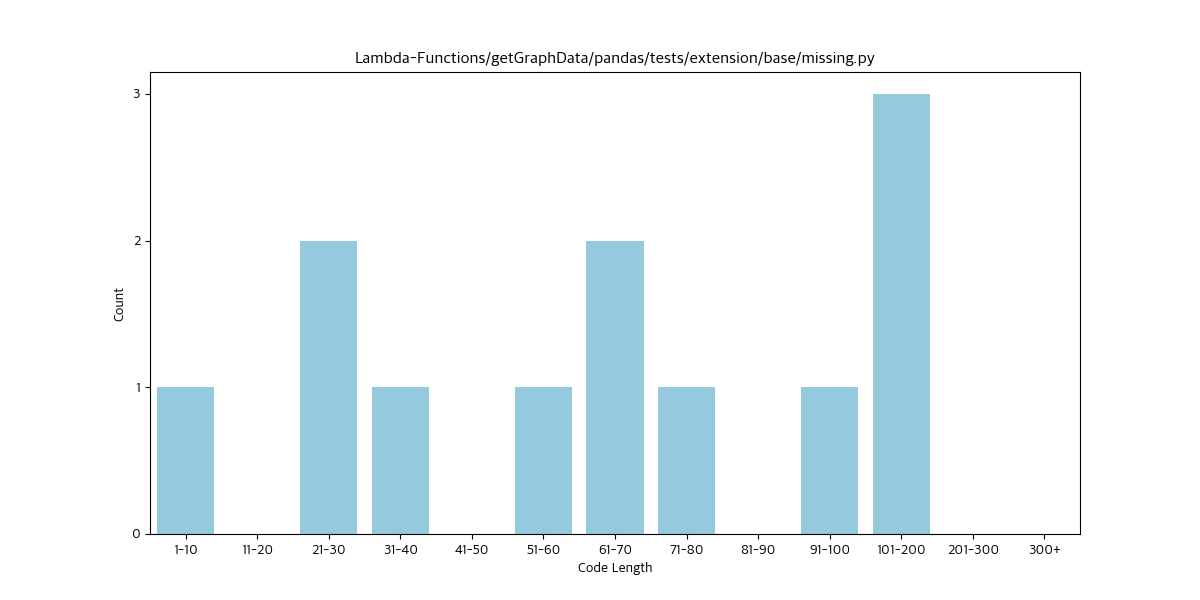 Lambda-Functions/getGraphData/pandas/tests/extension/base/missing.py
3
2
1
0
Count
1-10 11-20 21-30 31-40 41-50 51-60 61-70 71-80 81-90 91-100 101-200 201-300 300+
Code Length